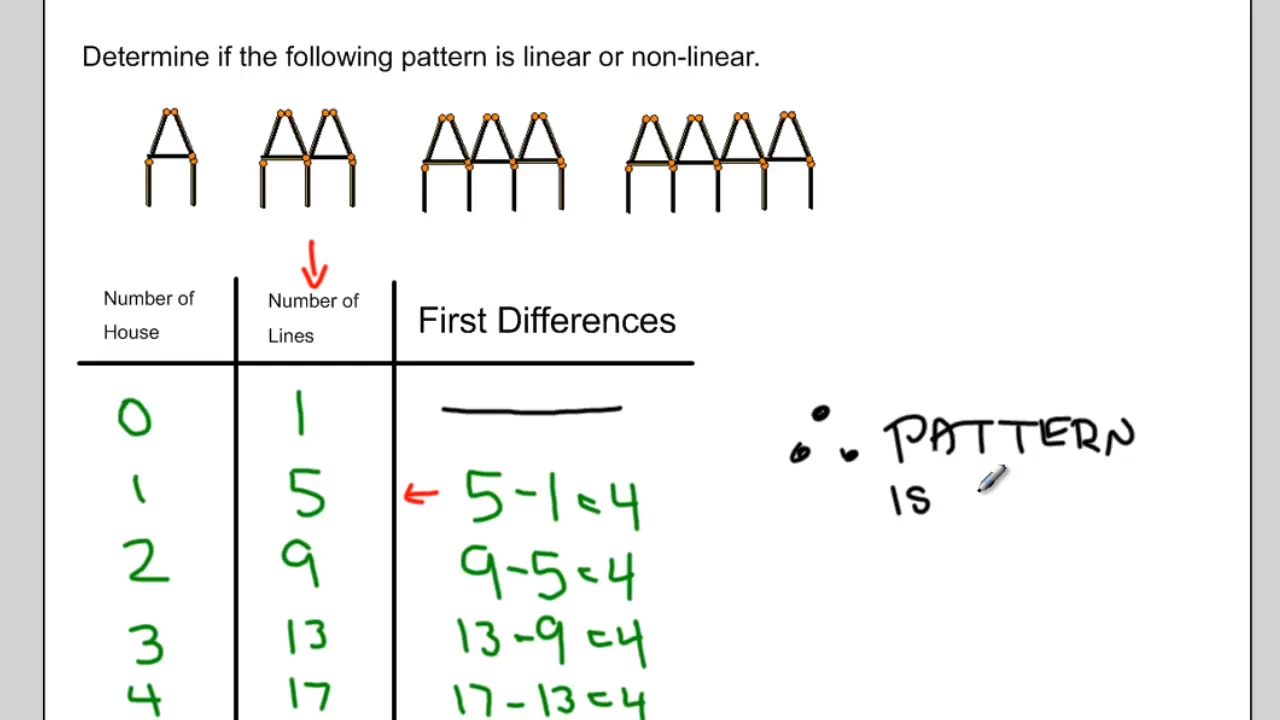 Determine if the following pattern is linear or non-linear.
Number of House
Number of Lines
First Differences
0 1
1 5 ← 5-1=4
2 9 9-5=4
3 13 13-9=4
4 17 17-13=4
∴ PATTERN
IS